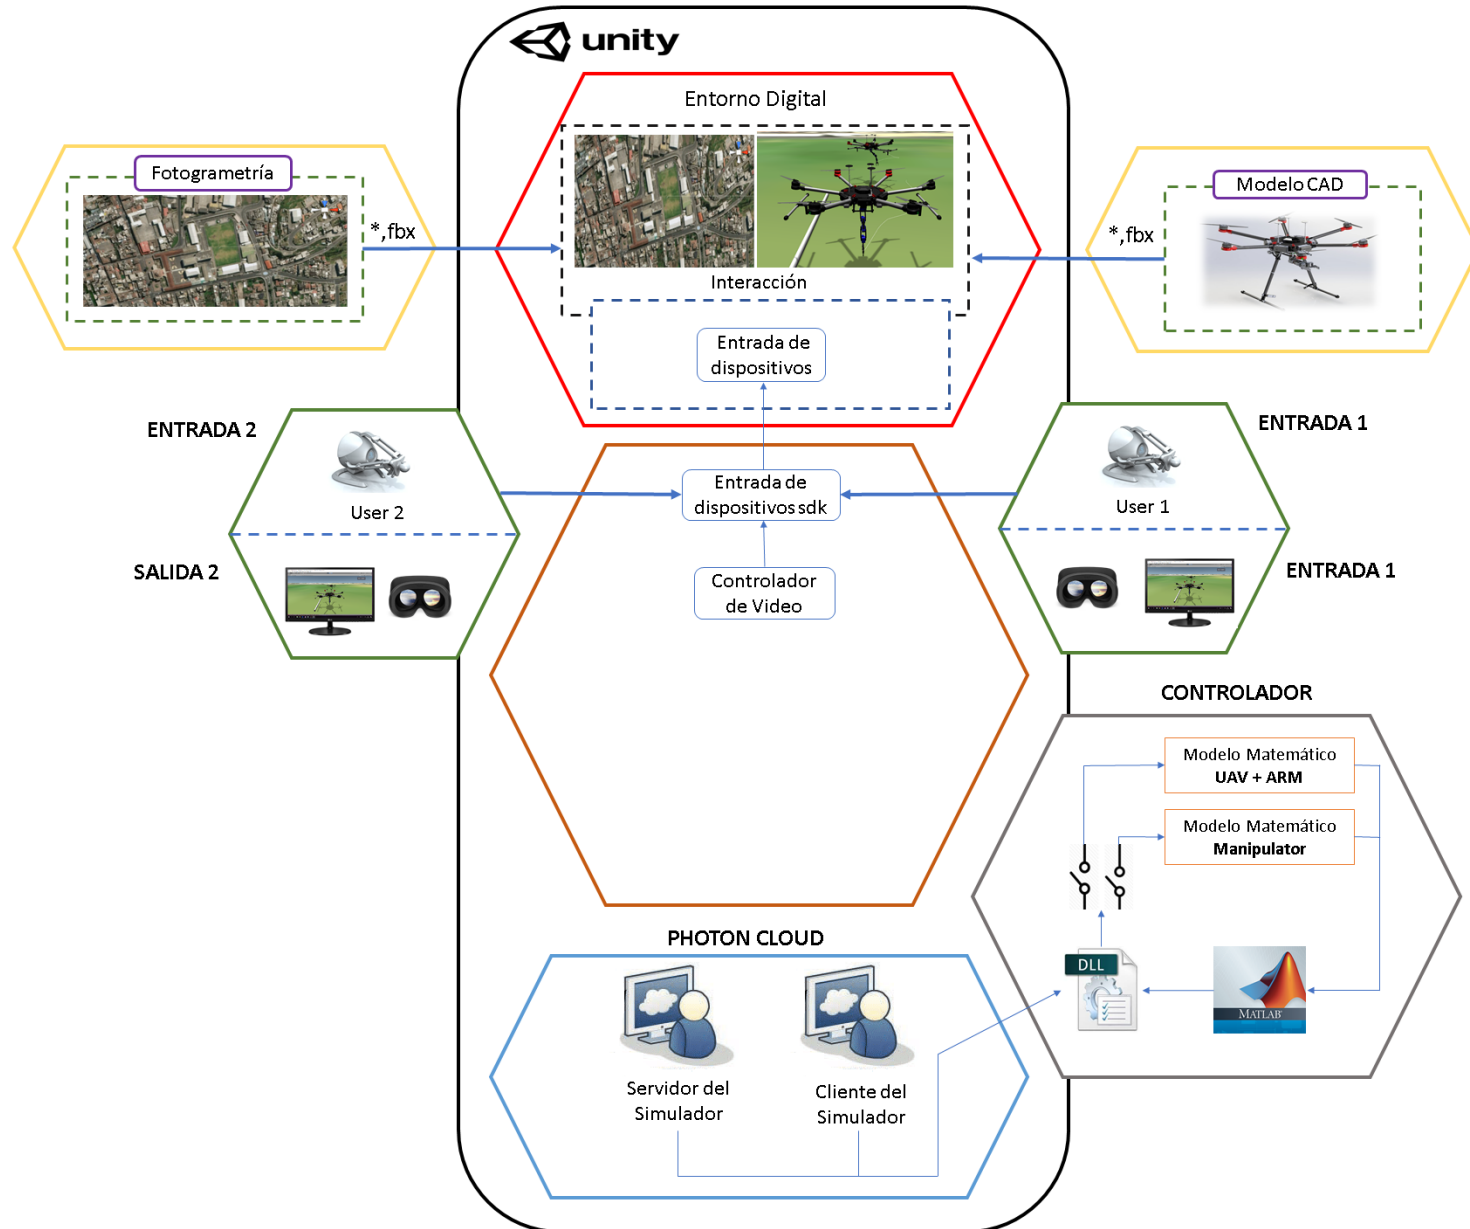 unity
Entorno Digital
Fotogrametría
*,fbx
Modelo CAD
*,fbx
Interacción
Entrada de
dispositivos
ENTRADA 2
User 2
SALIDA 2
Entrada de
dispositivos sdk
Controlador
de Video
ENTRADA 1
User 1
ENTRADA 1
CONTROLADOR
Modelo Matemático
UAV + ARM
Modelo Matemático
Manipulator
DLL
MATLAB
PHOTON CLOUD
Servidor del
Simulador
Cliente del
Simulador